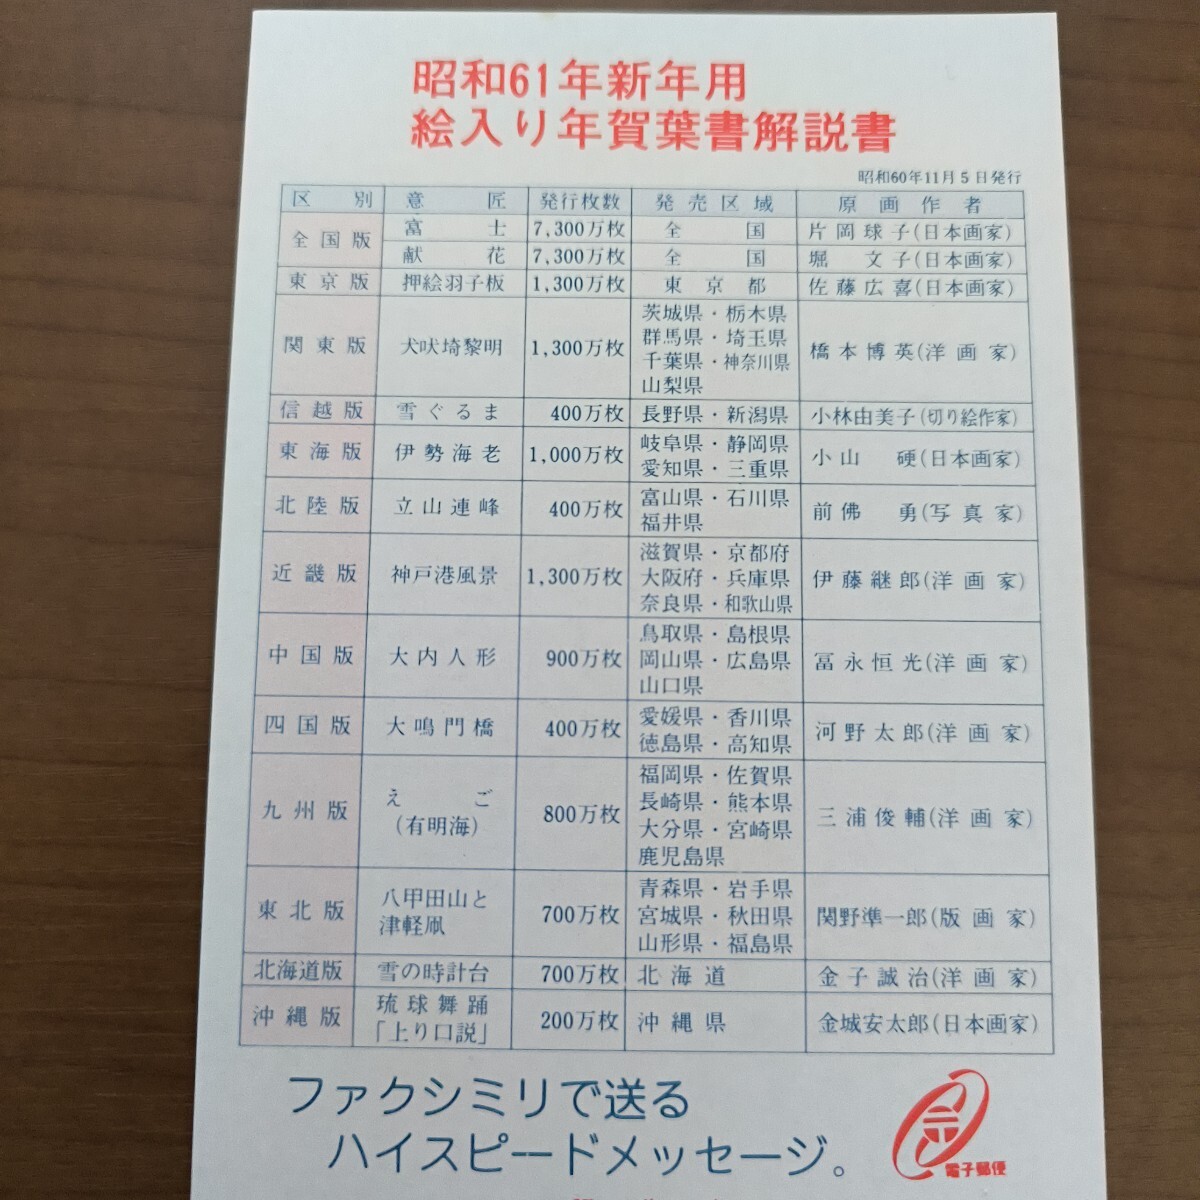 昭和61年新年用
絵入り年賀葉書解説書
昭和60年11月5日発行
区別 意匠 発行枚数 発売区域 原画作者
全国版 富士 7,300万枚 全国 片岡球子(日本画家)
献花 7,300万枚 全国 堀文子(日本画家)
東京版 押絵羽子板 1,300万枚 東京都 佐藤広喜(日本画家)
関東版 犬吠埼黎明 1,300万枚 茨城県・栃木県
群馬県・埼玉県
千葉県・神奈川県
山梨県
橋本博英(洋画家)
信越版 雪ぐるま 400万枚 長野県・新潟県 小林由美子(切り絵作家)
東海版 伊勢海老 1,000万枚 岐阜県・静岡県
愛知県・三重県
小山硬(日本画家)
北陸版 立山連峰 400万枚 富山県・石川県
福井県
前佛勇(写真家)
近畿版 神戸港風景 1,300万枚 滋賀県・京都府
大阪府・兵庫県
奈良県・和歌山県
伊藤継郎(洋画家)
中国版 大内人形 900万枚 鳥取県・島根県
岡山県・広島県
山口県
冨永恒光(洋画家)
四国版 大鳴門橋 400万枚 愛媛県・香川県
徳島県・高知県
河野太郎(洋画家)
九州版 えご
(有明海)
800万枚 福岡県・佐賀県
長崎県・熊本県
大分県・宮崎県
鹿児島県
三浦俊輔(洋画家)
東北版 八甲田山と
津軽凧
700万枚 青森県・岩手県
宮城県・秋田県
山形県・福島県
関野準一郎(版画家)
北海道版 雪の時計台 700万枚 北海道 金子誠治(洋画家)
沖縄版 琉球舞踊
「上り口説」
200万枚 沖縄県 金城安太郎(日本画家)
ファクシミリで送る
ハイスピードメッセージ。
電子郵便